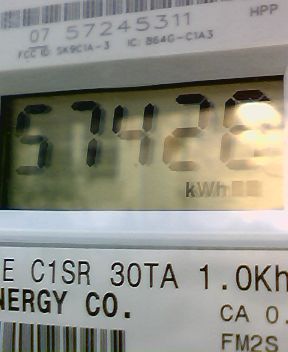 HPP
07 57245311
FCC ID: SK9C1A-3 IC: 864G-C1A3
57428
kWh
E C1SR 30TA 1.0Kh
NERGY CO.
CA 0.
FM2S